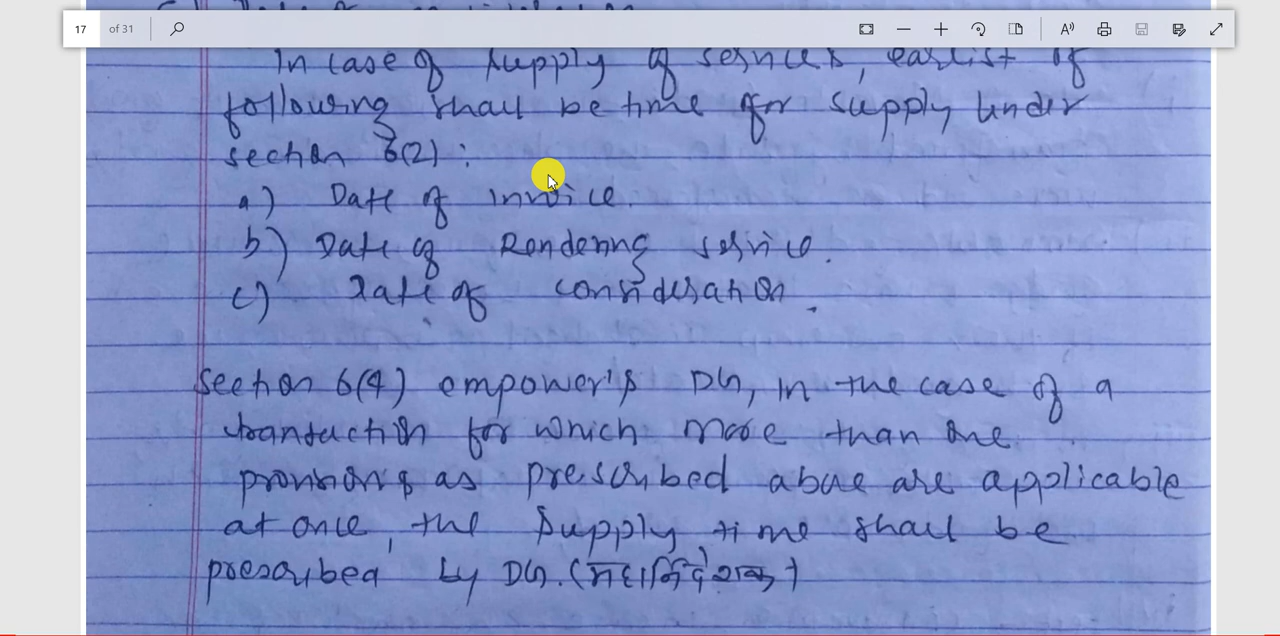 17 of 31
In case of supply of services, earlist of
following shall be time for supply under
section 6(2) :
a) Date of invoice.
b) Date of Rendering service.
c) Date of consideration.
Section 6(4) empower's DG, in the case of a
transaction for which more than one
provisions as prescribed above are applicable
at once, the supply time shall be
prescribed by DG. (महानिर्देशक)